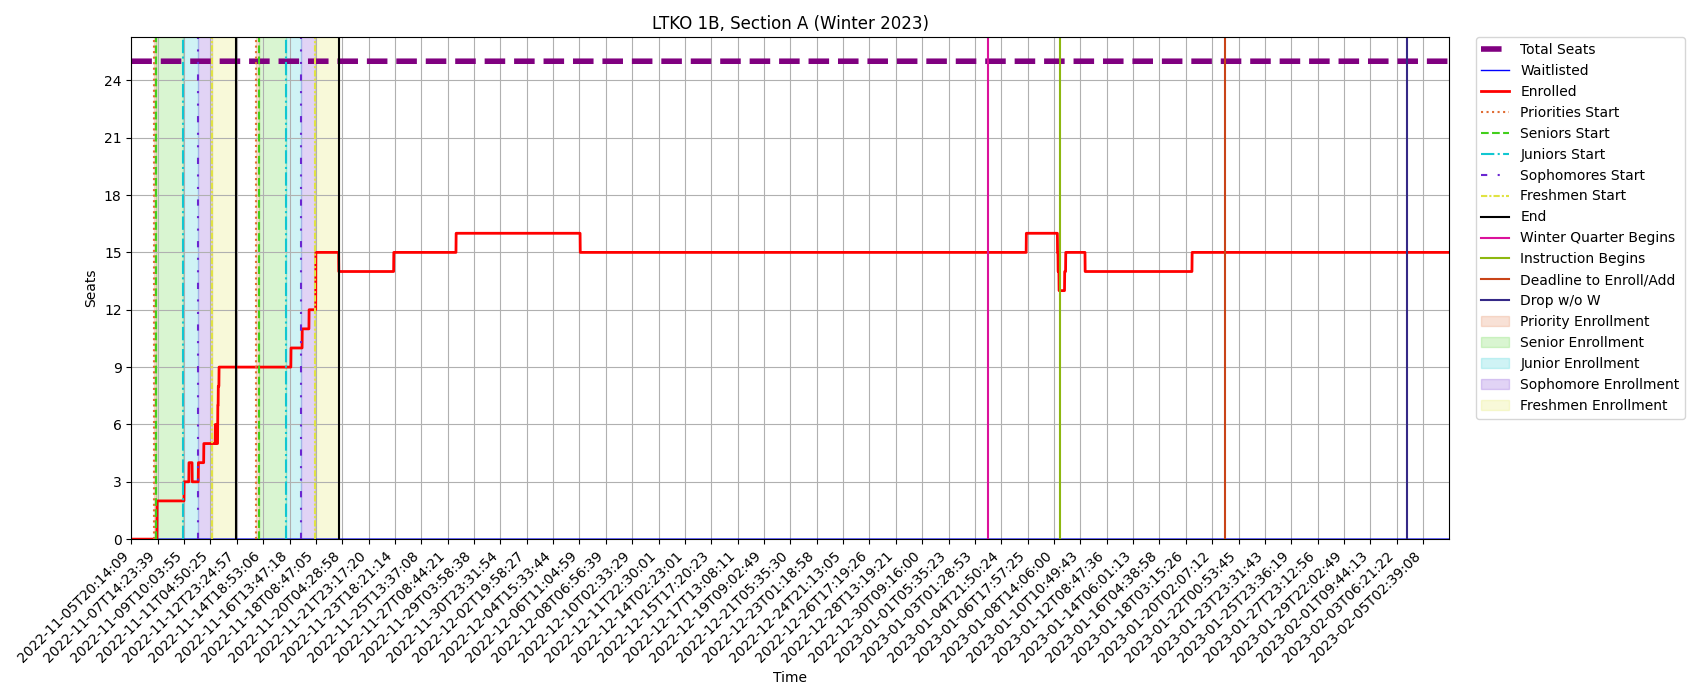 LTKO 1B, Section A (Winter 2023)
Seats
24
21
18
15
12
9
6
3
0
2022-11-05T20:14:09
2022-11-07T14:23:39
2022-11-09T10:03:55
2022-11-11T04:50:25
2022-11-12T23:24:57
2022-11-14T18:53:06
2022-11-16T13:47:18
2022-11-18T08:47:05
2022-11-20T04:28:58
2022-11-21T23:17:20
2022-11-23T18:21:14
2022-11-25T13:37:08
2022-11-27T08:44:21
2022-11-29T03:58:38
2022-11-30T23:31:54
2022-12-02T19:58:27
2022-12-04T15:33:44
2022-12-06T11:04:59
2022-12-08T06:56:39
2022-12-10T02:33:29
2022-12-11T22:30:01
2022-12-14T02:23:01
2022-12-15T17:20:23
2022-12-17T13:08:11
2022-12-19T09:02:49
2022-12-21T05:35:30
2022-12-23T01:18:58
2022-12-24T21:13:05
2022-12-26T17:19:26
2022-12-28T13:19:21
2022-12-30T09:16:00
2023-01-01T05:35:23
2023-01-03T01:28:53
2023-01-04T21:50:24
2023-01-06T17:57:25
2023-01-08T14:06:00
2023-01-10T10:49:43
2023-01-12T08:47:36
2023-01-14T06:01:13
2023-01-16T04:38:58
2023-01-18T03:15:26
2023-01-20T02:07:12
2023-01-22T00:53:45
2023-01-23T23:31:43
2023-01-25T23:36:19
2023-01-27T23:12:56
2023-01-29T22:02:49
2023-02-01T09:44:13
2023-02-03T06:21:22
2023-02-05T02:39:08
Time
Total Seats
Waitlisted
Enrolled
Priorities Start
Seniors Start
Juniors Start
Sophomores Start
Freshmen Start
End
Winter Quarter Begins
Instruction Begins
Deadline to Enroll/Add
Drop w/o W
Priority Enrollment
Senior Enrollment
Junior Enrollment
Sophomore Enrollment
Freshmen Enrollment